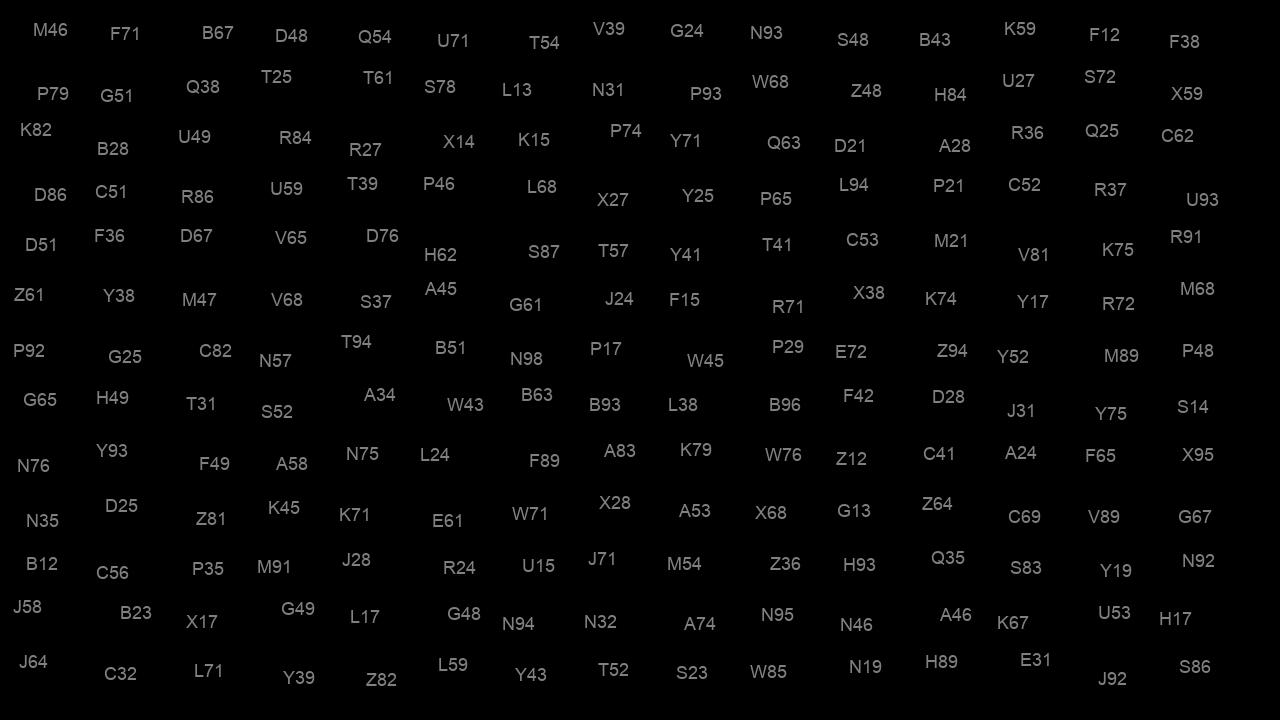 M46 F71 B67 D48 Q54 U71 T54 V39 G24 N93 S48 B43 K59 F12 F38
P79 G51 Q38 T25 T61 S78 L13 N31 P93 W68 Z48 H84 U27 S72 X59
K82 B28 U49 R84 R27 X14 K15 P74 Y71 Q63 D21 A28 R36 Q25 C62
D86 C51 R86 U59 T39 P46 L68 X27 Y25 P65 L94 P21 C52 R37 U93
D51 F36 D67 V65 D76 H62 S87 T57 Y41 T41 C53 M21 V81 K75 R91
Z61 Y38 M47 V68 S37 A45 G61 J24 F15 R71 X38 K74 Y17 R72 M68
P92 G25 C82 N57 T94 B51 N98 P17 W45 P29 E72 Z94 Y52 M89 P48
G65 H49 T31 S52 A34 W43 B63 B93 L38 B96 F42 D28 J31 Y75 S14
N76 Y93 F49 A58 N75 L24 F89 A83 K79 W76 Z12 C41 A24 F65 X95
N35 D25 Z81 K45 K71 E61 W71 X28 A53 X68 G13 Z64 C69 V89 G67
B12 C56 P35 M91 J28 R24 U15 J71 M54 Z36 H93 Q35 S83 Y19 N92
J58 B23 X17 G49 L17 G48 N94 N32 A74 N95 N46 A46 K67 U53 H17
J64 C32 L71 Y39 Z82 L59 Y43 T52 S23 W85 N19 H89 E31 J92 S86